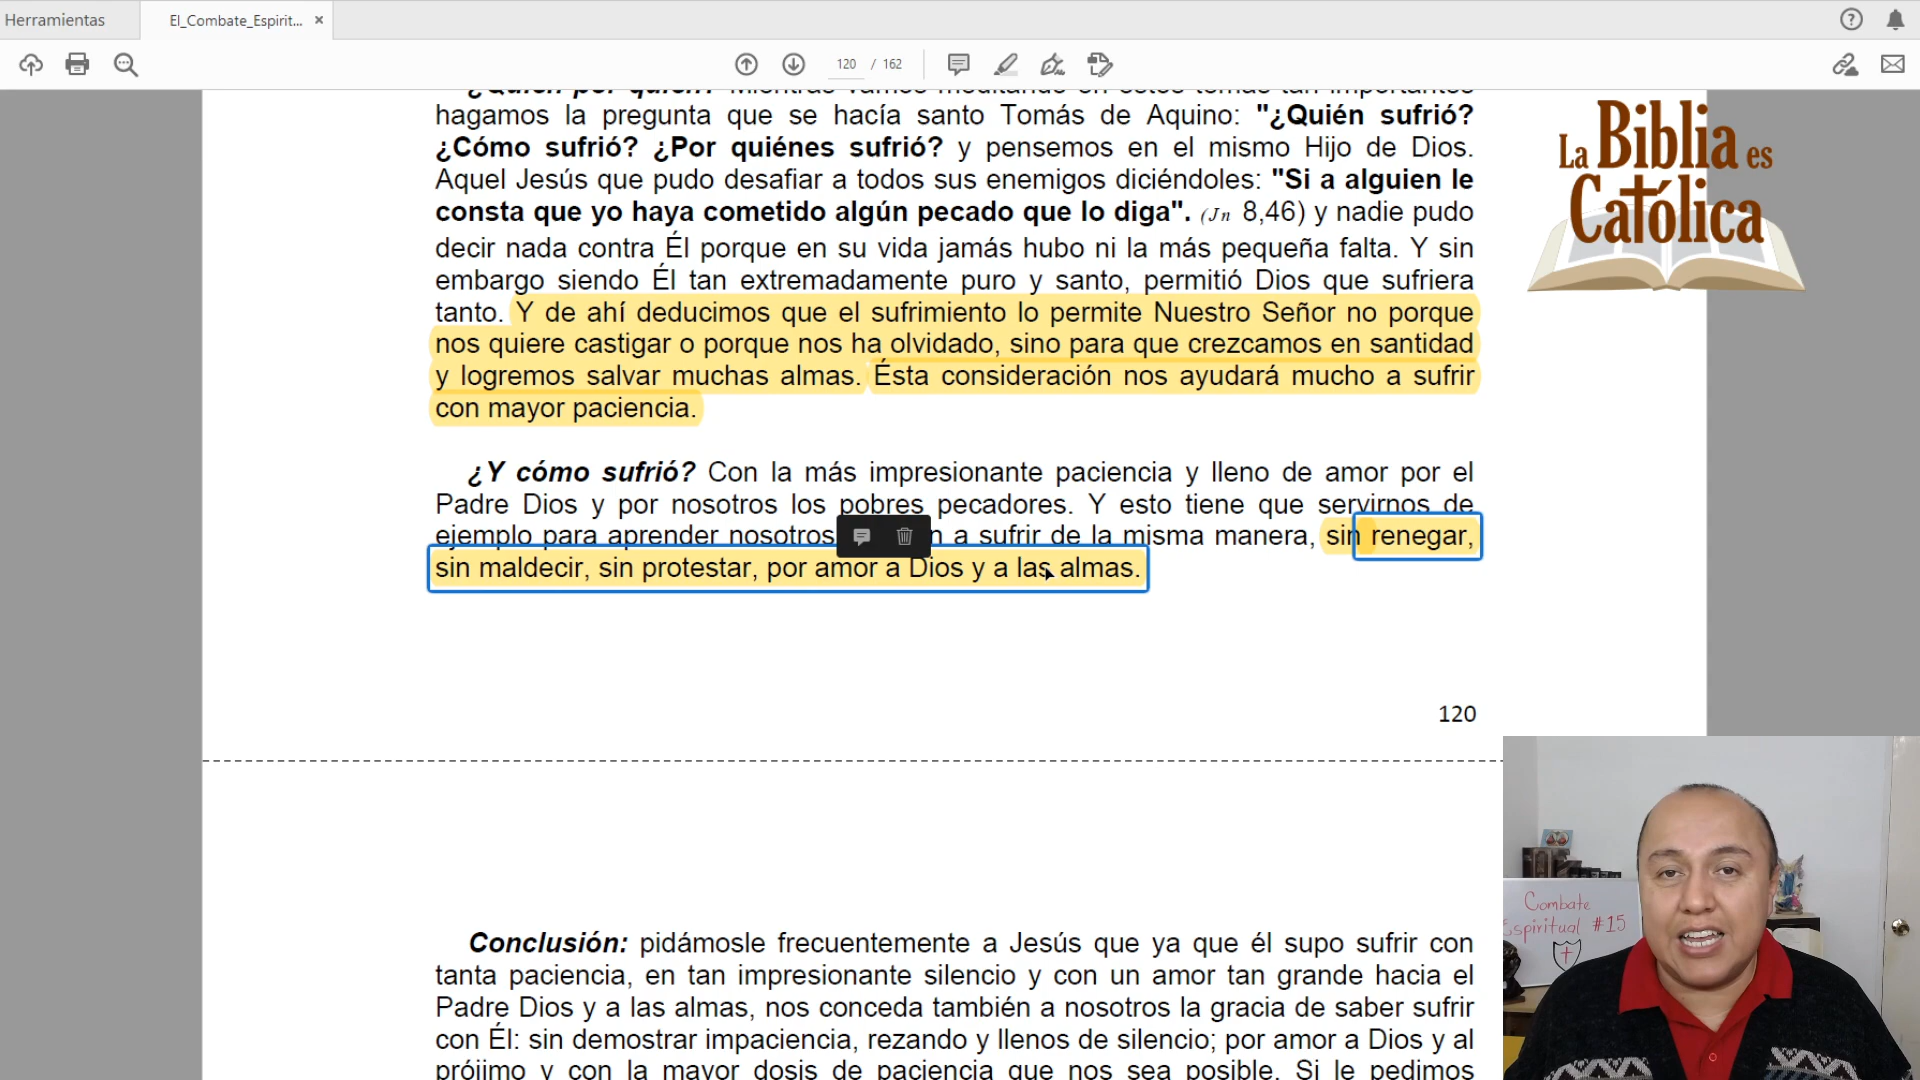 Herramientas
El_Combate_Espirit...
120 / 162
¿Quién por quién? Mientras vamos meditando en estos temas tan importantes
hagamos la pregunta que se hacía santo Tomás de Aquino: "¿Quién sufrió?
¿Cómo sufrió? ¿Por quiénes sufrió? y pensemos en el mismo Hijo de Dios.
Aquel Jesús que pudo desafiar a todos sus enemigos diciéndoles: "Si a alguien le
consta que yo haya cometido algún pecado que lo diga". (Jn 8,46) y nadie pudo
decir nada contra Él porque en su vida jamás hubo ni la más pequeña falta. Y sin
embargo siendo Él tan extremadamente puro y santo, permitió Dios que sufriera
tanto. Y de ahí deducimos que el sufrimiento lo permite Nuestro Señor no porque
nos quiere castigar o porque nos ha olvidado, sino para que crezcamos en santidad
y logremos salvar muchas almas. Ésta consideración nos ayudará mucho a sufrir
con mayor paciencia.
¿Y cómo sufrió? Con la más impresionante paciencia y lleno de amor por el
Padre Dios y por nosotros los pobres pecadores. Y esto tiene que servirnos de
ejemplo para aprender nosotros n a sufrir de la misma manera, sin renegar,
sin maldecir, sin protestar, por amor a Dios y a las almas.
120
Conclusión: pidámosle frecuentemente a Jesús que ya que él supo sufrir con
tanta paciencia, en tan impresionante silencio y con un amor tan grande hacia el
Padre Dios y a las almas, nos conceda también a nosotros la gracia de saber sufrir
con Él: sin demostrar impaciencia, rezando y llenos de silencio; por amor a Dios y al
prójimo y con la mayor dosis de paciencia que nos sea posible. Si le pedimos
La Biblia es
Católica
Combate
Espiritual #15